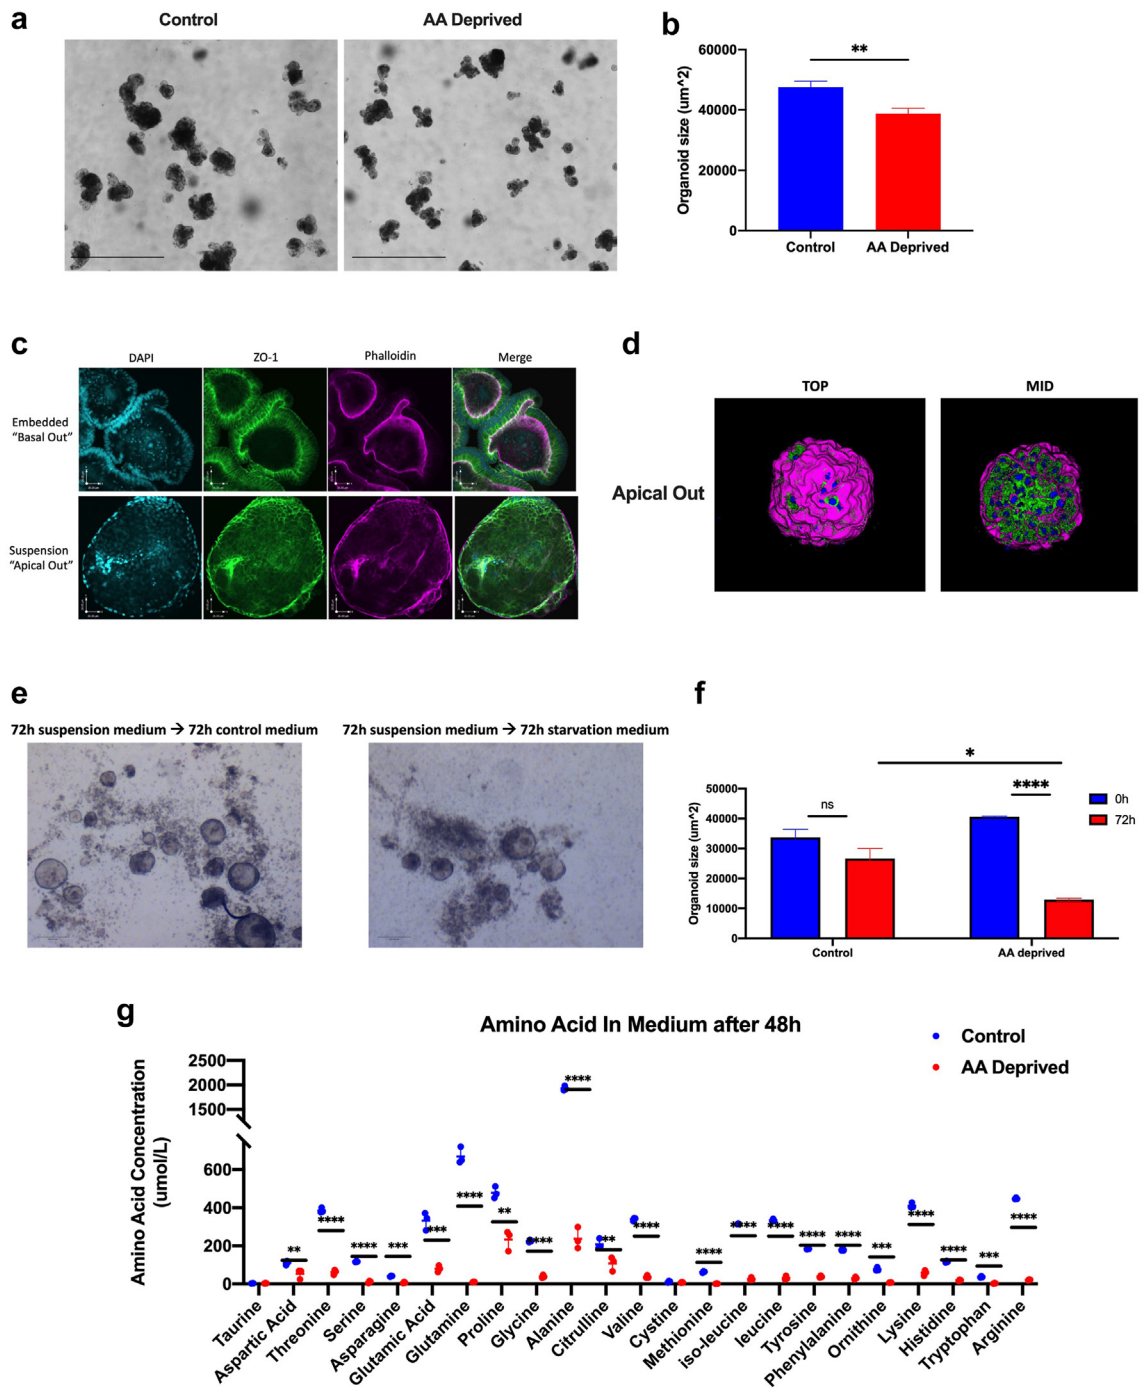 a
Control
AA Deprived
b
60000
40000
20000
0
Organoid size (um^2)
**
Control
AA Deprived
c
DAPI
ZO-1
Phalloidin
Merge
Embedded
"Basal Out"
Suspension
"Apical Out"
d
TOP
MID
Apical Out
e
72h suspension medium → 72h control medium
72h suspension medium → 72h starvation medium
f
*
ns
****
50000
40000
30000
20000
10000
0
Organoid size (um^2)
0h
72h
Control
AA deprived
g
Amino Acid In Medium after 48h
Control
AA Deprived
Amino Acid Concentration
(umol/L)
2500
2000
1500
600
400
200
0
**
****
****
***
***
****
**
***
****
**
****
****
****
****
****
****
***
****
****
***
****
Taurine
Aspartic Acid
Threonine
Serine
Asparagine
Glutamic Acid
Glutamine
Proline
Glycine
Alanine
Citrulline
Valine
Cystine
Methionine
iso-leucine
leucine
Tyrosine
Phenylalanine
Ornithine
Lysine
Histidine
Tryptophan
Arginine